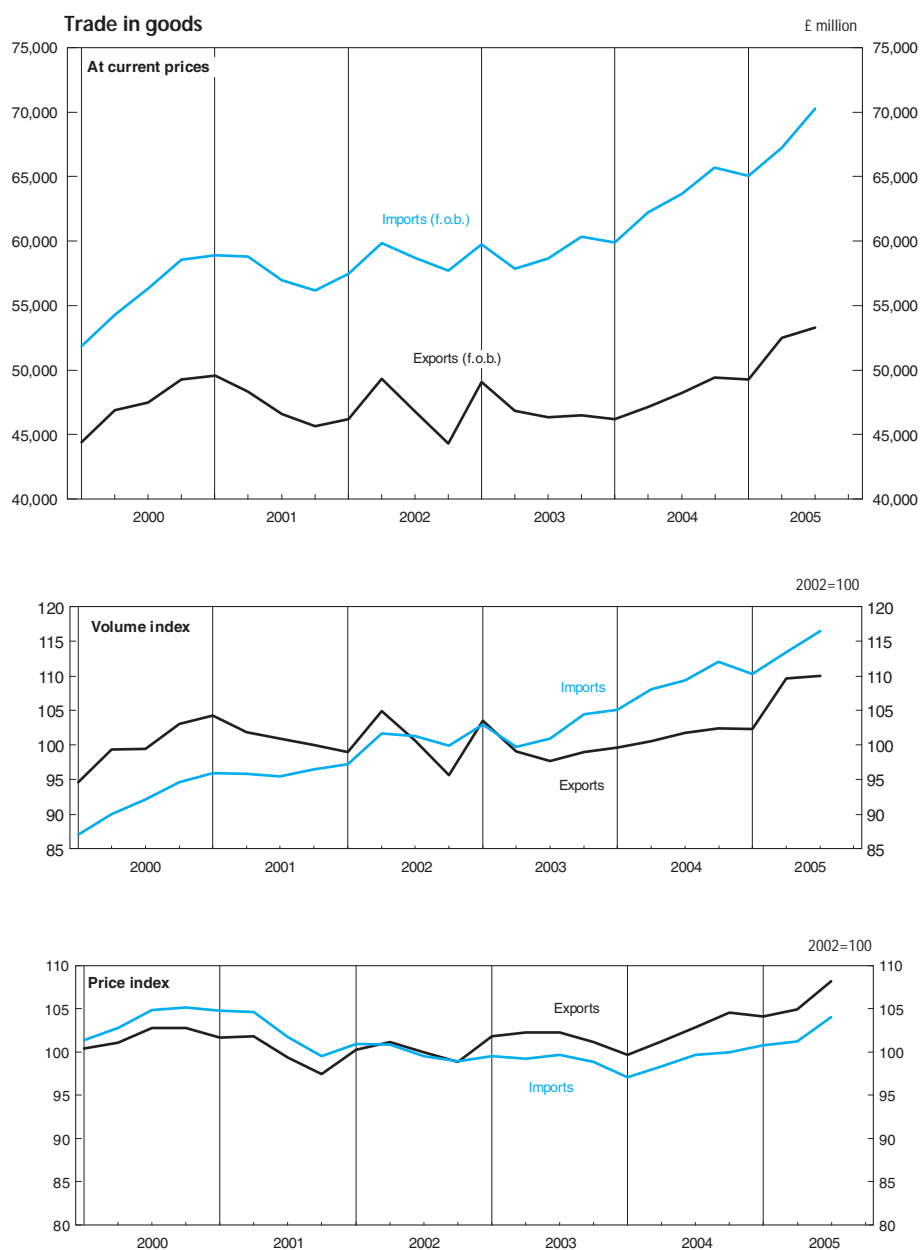 Trade in goods
£ million
75,000 75,000
At current prices
70,000 70,000
65,000 65,000
Imports (f.o.b.)
60,000 60,000
55,000 55,000
Exports (f.o.b.)
50,000 50,000
45,000 45,000
40,000 40,000
2000 2001 2002 2003 2004 2005
2002=100
120 120
Volume index
115 115
110 110
Imports
105 105
100 100
95 95
Exports
90 90
85 85
2000 2001 2002 2003 2004 2005
2002=100
110 110
Price index
105 105
Exports
100 100
95 95
Imports
90 90
85 85
80 80
2000 2001 2002 2003 2004 2005